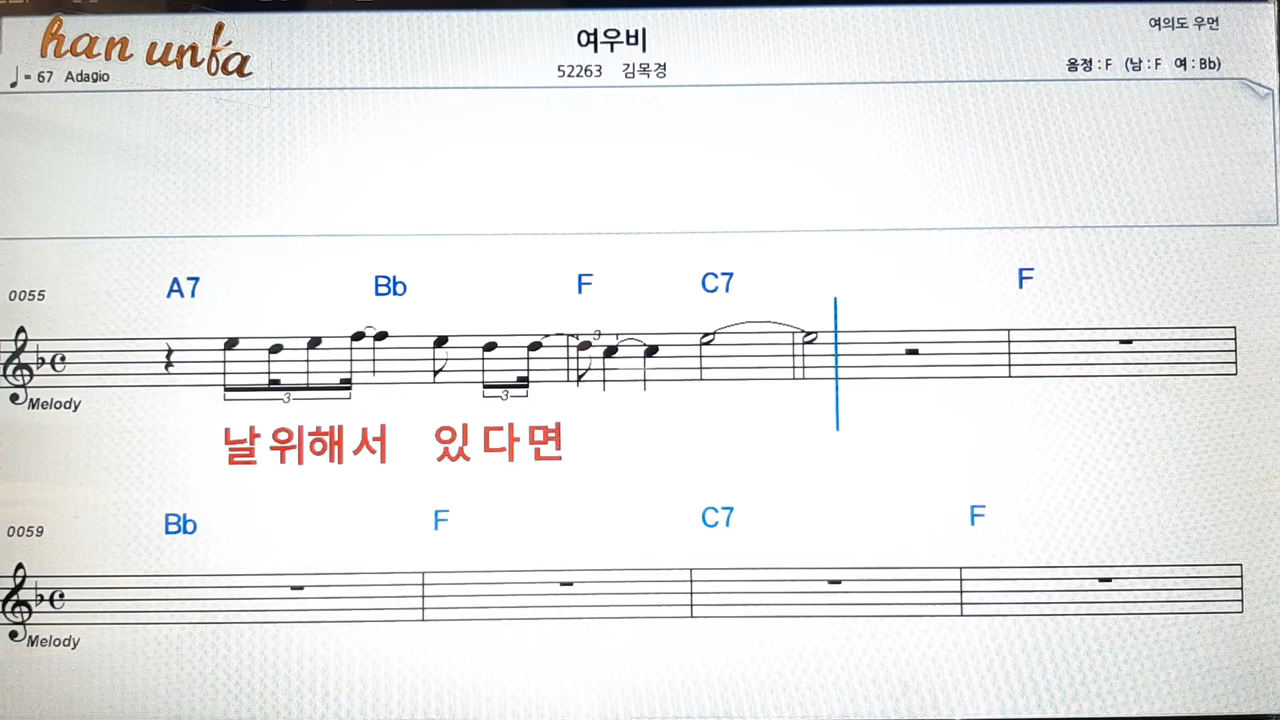 han unfa
여우비
여의도 우먼
♩= 67 Adagio
52263 김목경
음정 : F (남 : F 여 : Bb)
0055
A7 Bb F C7 F
3 3 3
Melody
날 위해서 있다면
0059
Bb F C7 F
Melody